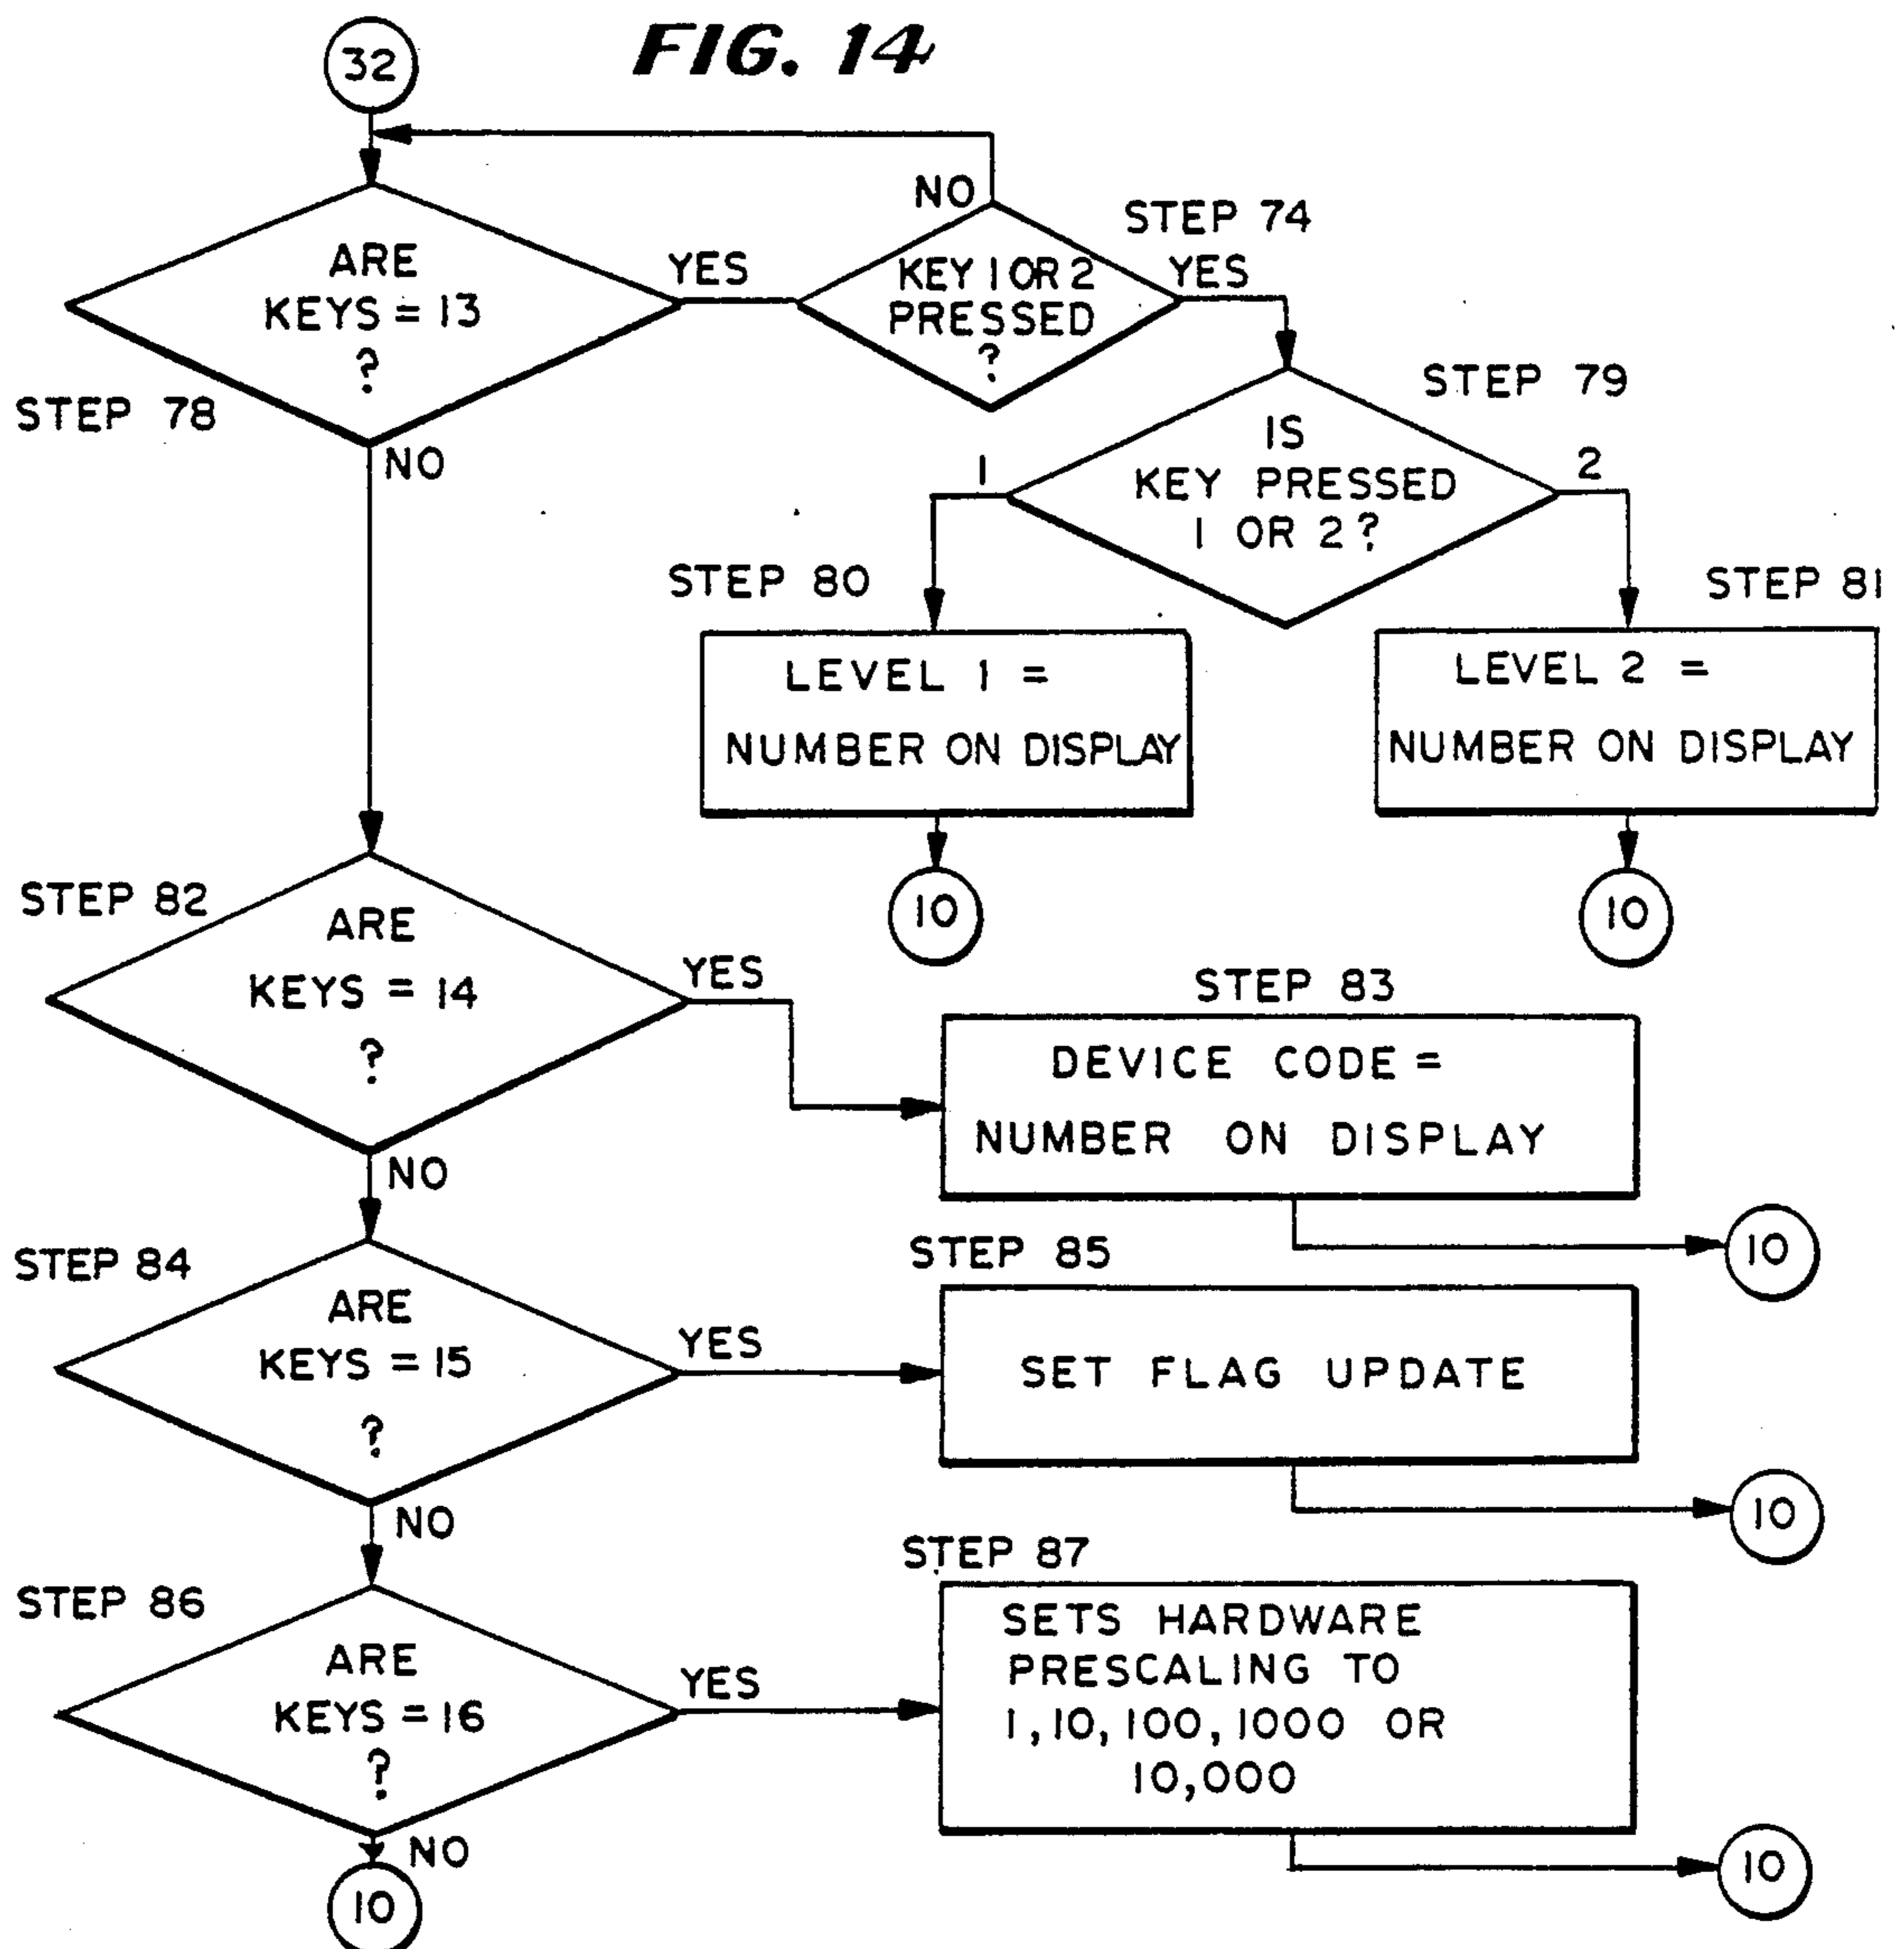 FIG. 14
32
NO
STEP 74
ARE
KEYS = 13
?
YES
KEY 1 OR 2
PRESSED
?
YES
STEP 78
NO
STEP 79
IS
KEY PRESSED
1 OR 2?
1
2
STEP 80
LEVEL 1 =
NUMBER ON DISPLAY
10
STEP 81
LEVEL 2 =
NUMBER ON DISPLAY
10
STEP 82
ARE
KEYS = 14
?
YES
NO
STEP 83
DEVICE CODE =
NUMBER ON DISPLAY
10
STEP 84
ARE
KEYS = 15
?
YES
NO
STEP 85
SET FLAG UPDATE
10
STEP 86
ARE
KEYS = 16
?
YES
NO
10
STEP 87
SETS HARDWARE
PRESCALING TO
1, 10, 100, 1000 OR
10,000
10